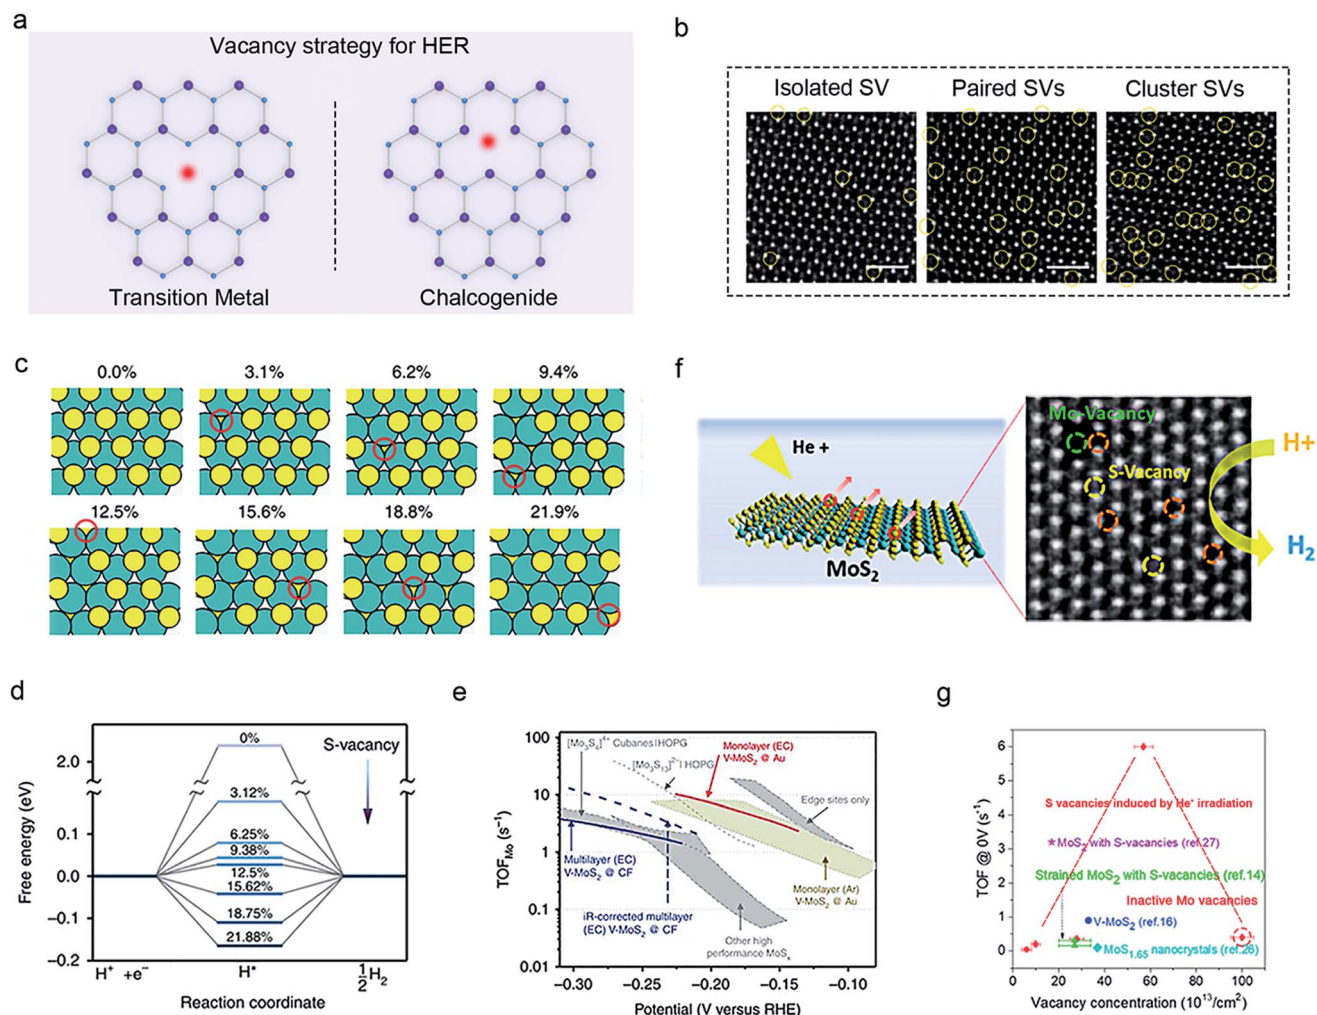 a
Vacancy strategy for HER
Transition Metal
Chalcogenide
b
Isolated SV
Paired SVs
Cluster SVs
c
0.0%
3.1%
6.2%
9.4%
12.5%
15.6%
18.8%
21.9%
f
He +
MoS₂
Mo-Vacancy
S-Vacancy
H+
H₂
d
Free energy (eV)
2.0
0.1
0.0
−0.1
−0.2
0%
3.12%
6.25%
9.38%
12.5%
15.62%
18.75%
21.88%
S-vacancy
H⁺ +e⁻
H*
½H₂
Reaction coordinate
e
TOF_Mo (s⁻¹)
100
10
1
0.1
0.01
[Mo₃S₄]⁴⁺ Cubanes|HOPG
[Mo₃S₁₃]²⁻| HOPG
Monolayer (EC)
V-MoS₂ @ Au
Edge sites only
Multilayer (EC)
V-MoS₂ @ CF
Monolayer (Ar)
V-MoS₂ @ Au
iR-corrected multilayer
(EC) V-MoS₂ @ CF
Other high
performance MoSₓ
−0.30
−0.25
−0.20
−0.15
−0.10
Potential (V versus RHE)
g
TOF @ 0V (s⁻¹)
6
5
4
3
2
1
0
S vacancies induced by He⁺ irradiation
MoS₂ with S-vacancies (ref.27)
Strained MoS₂ with S-vacancies (ref.14)
Inactive Mo vacancies
V-MoS₂ (ref.16)
MoS₁.₆₅ nanocrystals (ref.26)
0
40
80
Vacancy concentration (10¹³/cm²)